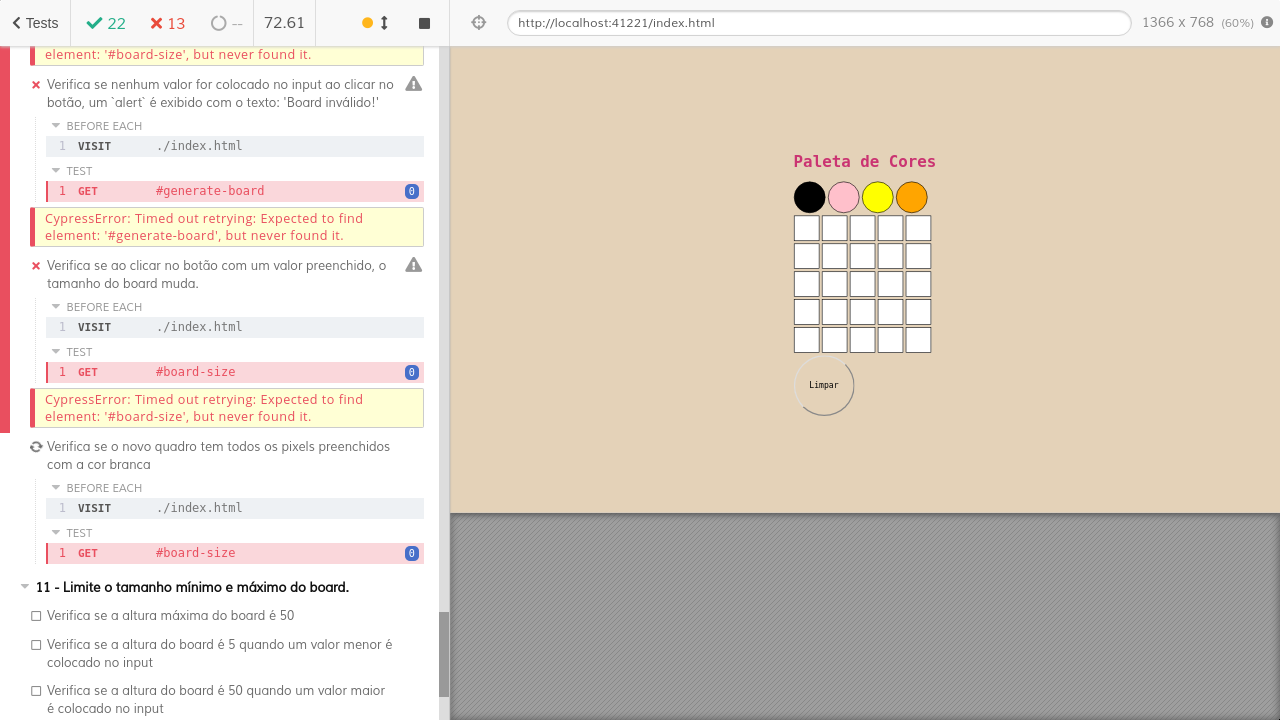 Tests
22
13
--
72.61
http://localhost:41221/index.html
1366 x 768 (60%)
element: '#board-size', but never found it.
Verifica se nenhum valor for colocado no input ao clicar no
botão, um `alert` é exibido com o texto: 'Board inválido!'
BEFORE EACH
1 VISIT ./index.html
TEST
1 GET #generate-board 0
CypressError: Timed out retrying: Expected to find
element: '#generate-board', but never found it.
Verifica se ao clicar no botão com um valor preenchido, o
tamanho do board muda.
BEFORE EACH
1 VISIT ./index.html
TEST
1 GET #board-size 0
CypressError: Timed out retrying: Expected to find
element: '#board-size', but never found it.
Verifica se o novo quadro tem todos os pixels preenchidos
com a cor branca
BEFORE EACH
1 VISIT ./index.html
TEST
1 GET #board-size 0
11 - Limite o tamanho mínimo e máximo do board.
Verifica se a altura máxima do board é 50
Verifica se a altura do board é 5 quando um valor menor é
colocado no input
Verifica se a altura do board é 50 quando um valor maior
é colocado no input
Paleta de Cores
Limpar